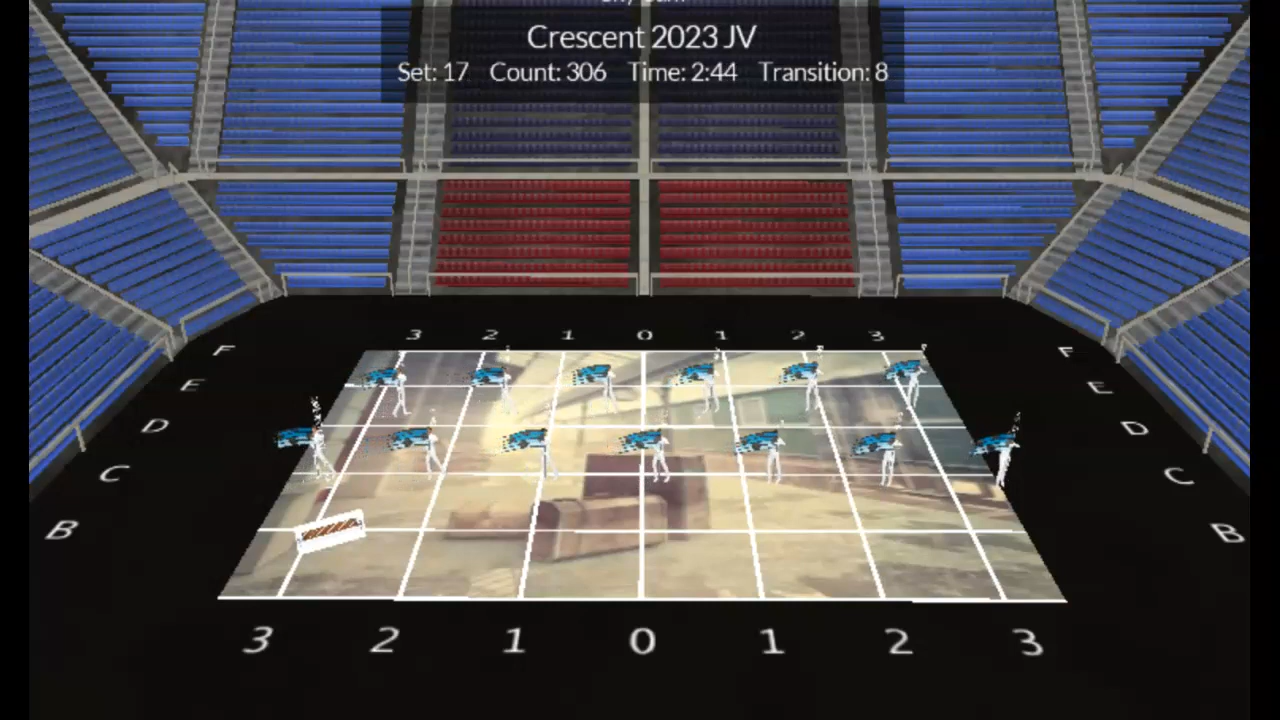 Crescent 2023 JV
Set: 17 Count: 306 Time: 2:44 Transition: 8
3 2 1 0 1 2 3
F F
E E
D D
C C
B B
3 2 1 0 1 2 3